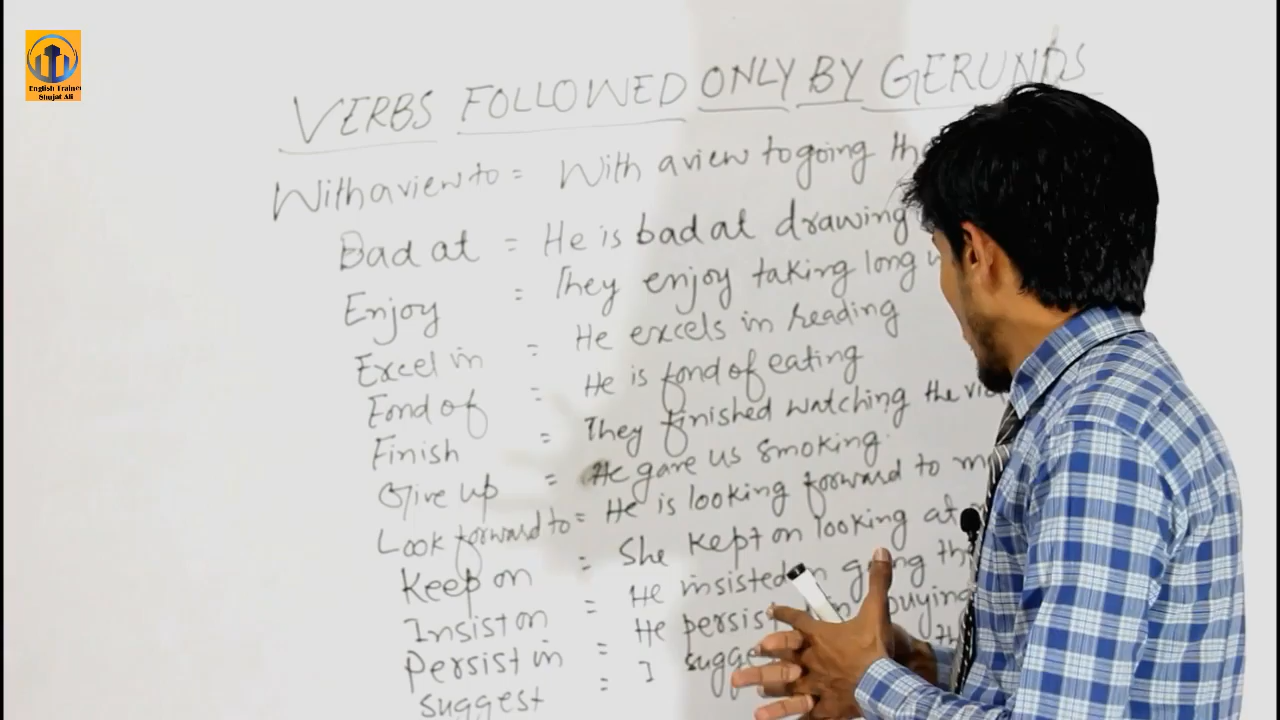 English Trainer
Shujat Ali
VERBS FOLLOWED ONLY BY GERUNDS
With a view to = With a view to going the
Bad at = He is bad at drawing
Enjoy = They enjoy taking long
Excel in = He excels in reading
Fond of = He is fond of eating
Finish = They finished watching the
Give up = He gave us smoking.
Look forward to = He is looking forward to
Keep on = She kept on looking at
Insist on = He insisted on going
Persist in = He persist in buying
Suggest = I